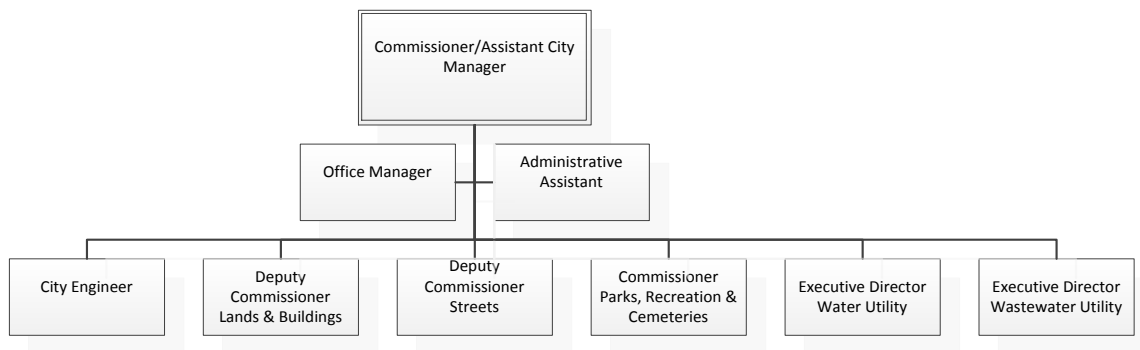 Commissioner/Assistant City
Manager
Office Manager
Administrative
Assistant
City Engineer
Deputy
Commissioner
Lands & Buildings
Deputy
Commissioner
Streets
Commissioner
Parks, Recreation &
Cemeteries
Executive Director
Water Utility
Executive Director
Wastewater Utility